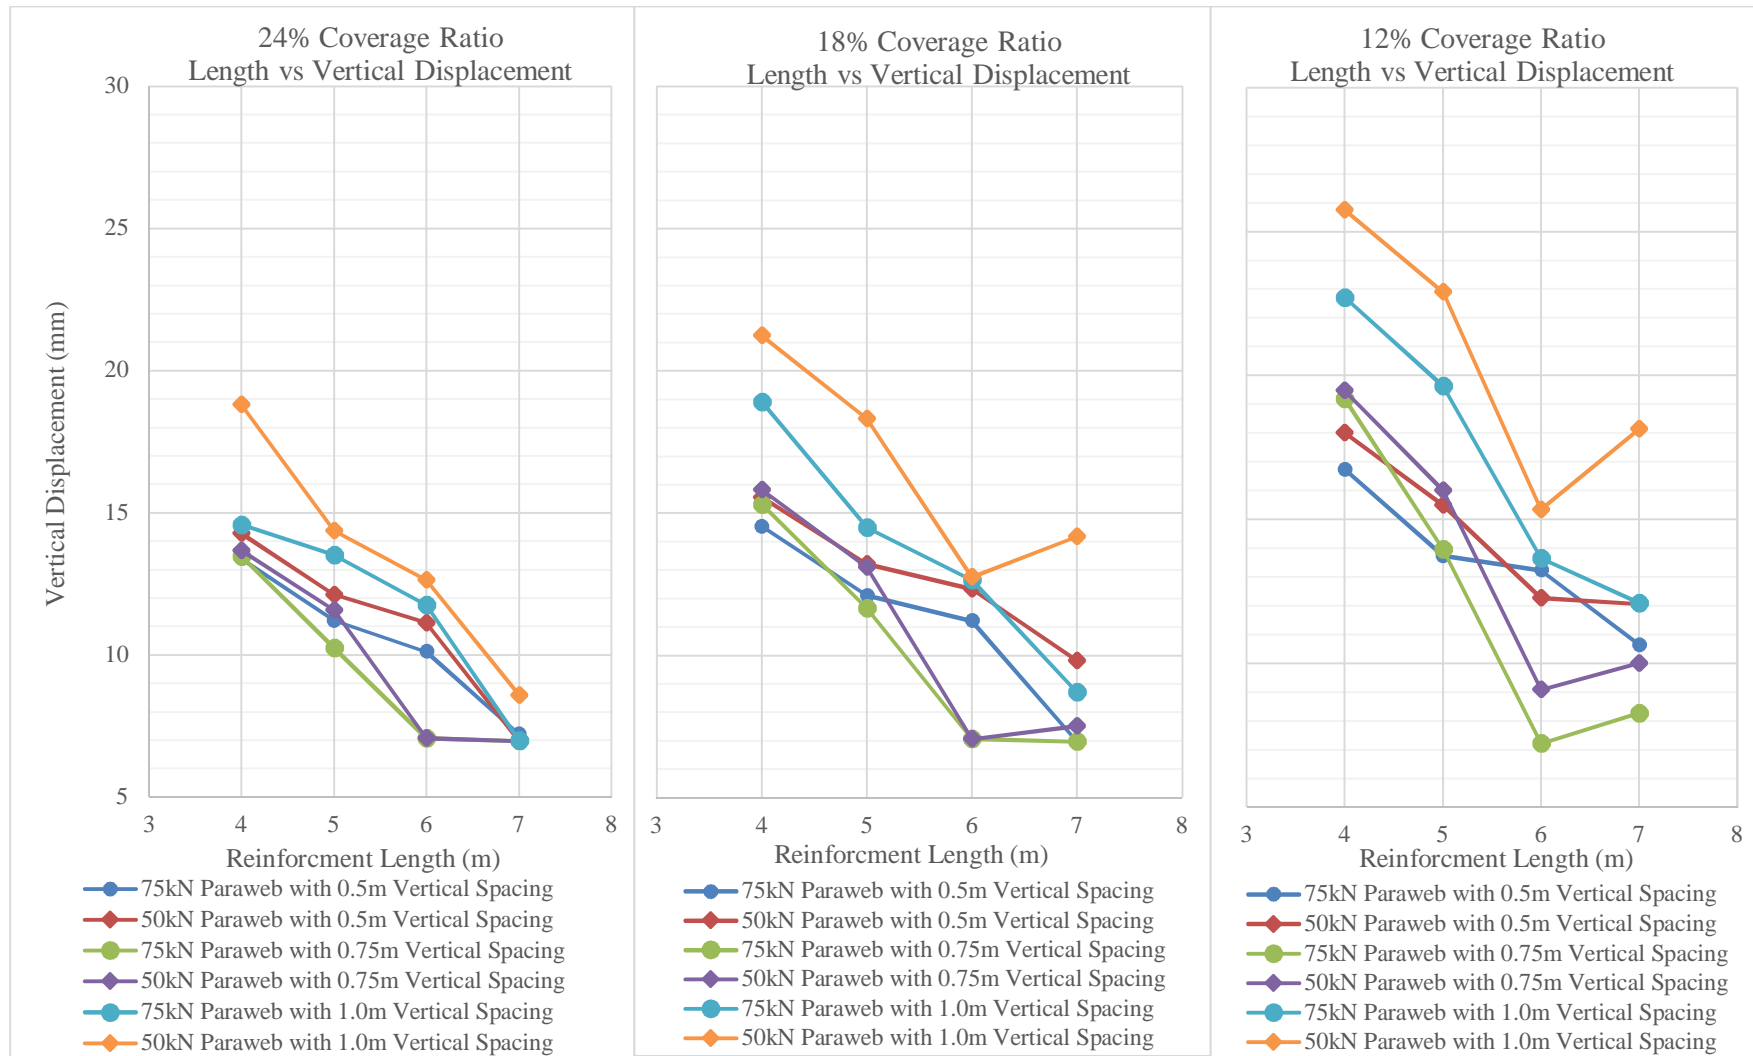 24% Coverage Ratio
Length vs Vertical Displacement
30
25
20
15
10
5
Vertical Displacement (mm)
3 4 5 6 7 8
Reinforcment Length (m)
75kN Paraweb with 0.5m Vertical Spacing
50kN Paraweb with 0.5m Vertical Spacing
75kN Paraweb with 0.75m Vertical Spacing
50kN Paraweb with 0.75m Vertical Spacing
75kN Paraweb with 1.0m Vertical Spacing
50kN Paraweb with 1.0m Vertical Spacing
18% Coverage Ratio
Length vs Vertical Displacement
3 4 5 6 7 8
Reinforcment Length (m)
75kN Paraweb with 0.5m Vertical Spacing
50kN Paraweb with 0.5m Vertical Spacing
75kN Paraweb with 0.75m Vertical Spacing
50kN Paraweb with 0.75m Vertical Spacing
75kN Paraweb with 1.0m Vertical Spacing
50kN Paraweb with 1.0m Vertical Spacing
12% Coverage Ratio
Length vs Vertical Displacement
3 4 5 6 7 8
Reinforcment Length (m)
75kN Paraweb with 0.5m Vertical Spacing
50kN Paraweb with 0.5m Vertical Spacing
75kN Paraweb with 0.75m Vertical Spacing
50kN Paraweb with 0.75m Vertical Spacing
75kN Paraweb with 1.0m Vertical Spacing
50kN Paraweb with 1.0m Vertical Spacing